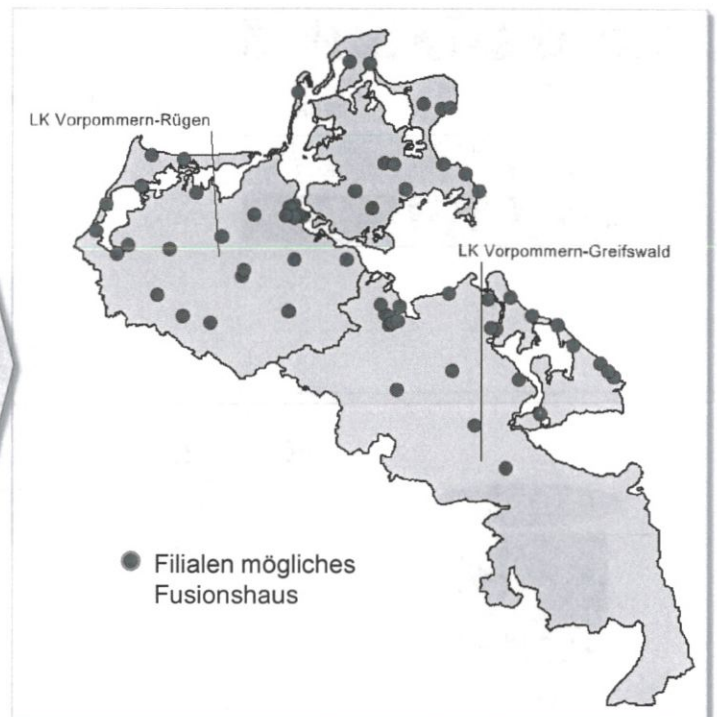 LK Vorpommern-Rügen
LK Vorpommern-Greifswald
Filialen mögliches
Fusionshaus